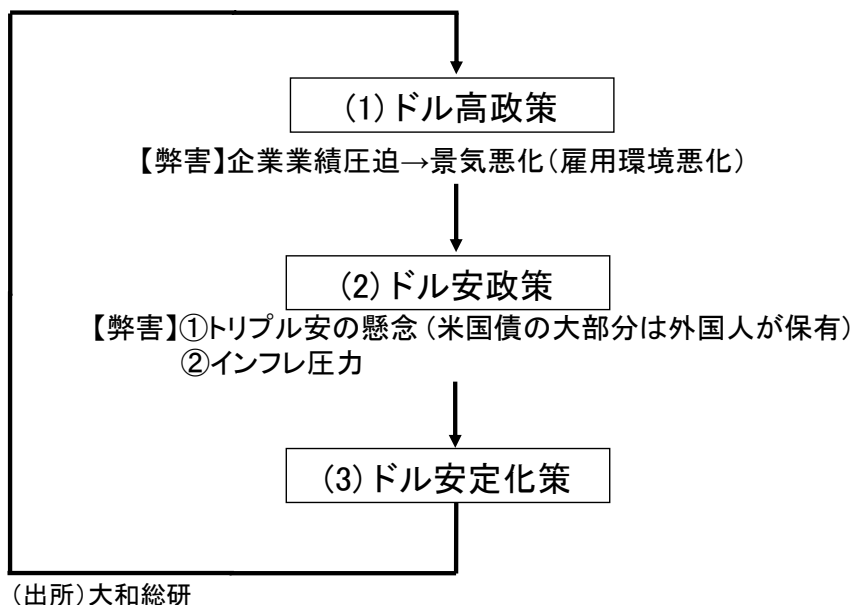 (1)ドル高政策
【弊害】企業業績圧迫→景気悪化(雇用環境悪化)
(2)ドル安政策
【弊害】①トリプル安の懸念(米国債の大部分は外国人が保有)
②インフレ圧力
(3)ドル安定化策
(出所)大和総研